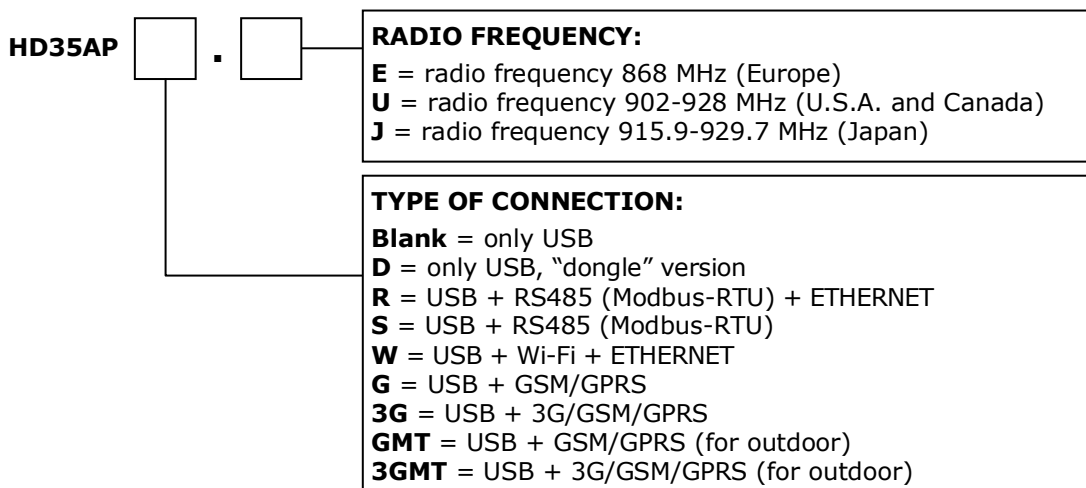 HD35AP .
RADIO FREQUENCY:
E = radio frequency 868 MHz (Europe)
U = radio frequency 902-928 MHz (U.S.A. and Canada)
J = radio frequency 915.9-929.7 MHz (Japan)
TYPE OF CONNECTION:
Blank = only USB
D = only USB, “dongle” version
R = USB + RS485 (Modbus-RTU) + ETHERNET
S = USB + RS485 (Modbus-RTU)
W = USB + Wi-Fi + ETHERNET
G = USB + GSM/GPRS
3G = USB + 3G/GSM/GPRS
GMT = USB + GSM/GPRS (for outdoor)
3GMT = USB + 3G/GSM/GPRS (for outdoor)